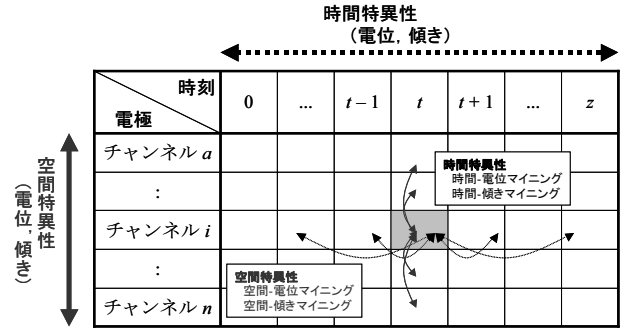 時間特異性
(電位, 傾き)
時刻
電極
0 ... t – 1 t t + 1 ... z
空間特異性
(電位, 傾き)
チャンネル a
:
チャンネル i
:
チャンネル n
時間特異性
時間-電位マイニング
時間-傾きマイニング
空間特異性
空間-電位マイニング
空間-傾きマイニング